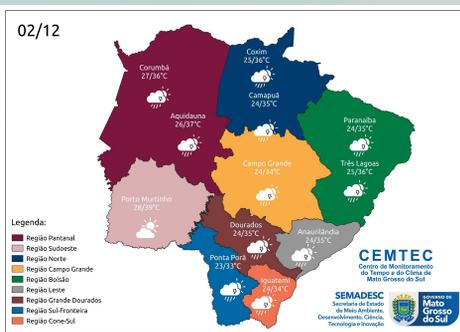 02/12
Corumbá
27/36°C
Coxim
25/36°C
Camapuã
24/35°C
Aquidauna
26/37°C
Paranaíba
24/35°C
Três Lagoas
25/36°C
Campo Grande
24/34°C
Porto Murtinho
28/39°C
Dourados
24/35°C
Anaurilândia
24/35°C
Ponta Porã
23/33°C
Iguatemi
24/34°C
Legenda:
Região Pantanal
Região Sudoeste
Região Norte
Região Campo Grande
Região Bolsão
Região Leste
Região Grande Dourados
Região Sul-Fronteira
Região Cone-Sul
CEMTEC
Centro de Monitoramento
do Tempo e do Clima de
Mato Grosso do Sul
SEMADESC
Secretaria de Estado
de Meio Ambiente,
Desenvolvimento, Ciência,
Tecnologia e Inovação
GOVERNO DE
Mato
Grosso
do Sul